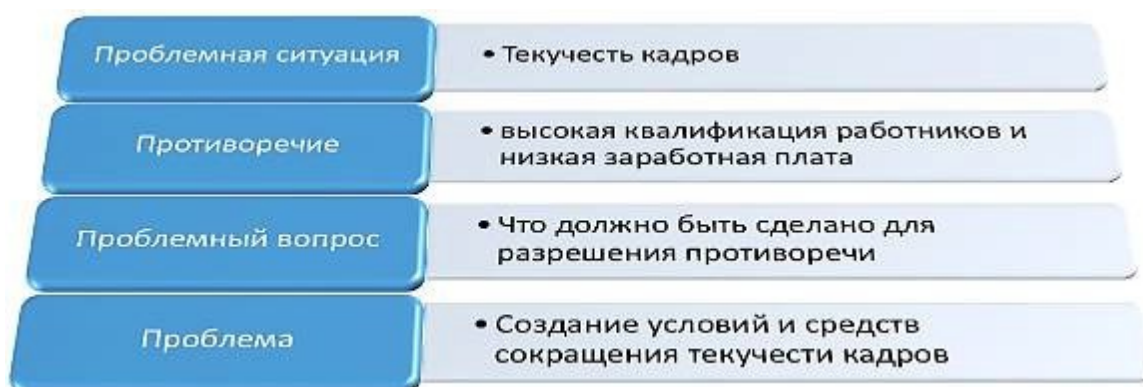 Проблемная ситуация
• Текучесть кадров
Противоречие
• высокая квалификация работников и
низкая заработная плата
Проблемный вопрос
• Что должно быть сделано для
разрешения противоречи
Проблема
• Создание условий и средств
сокращения текучести кадров